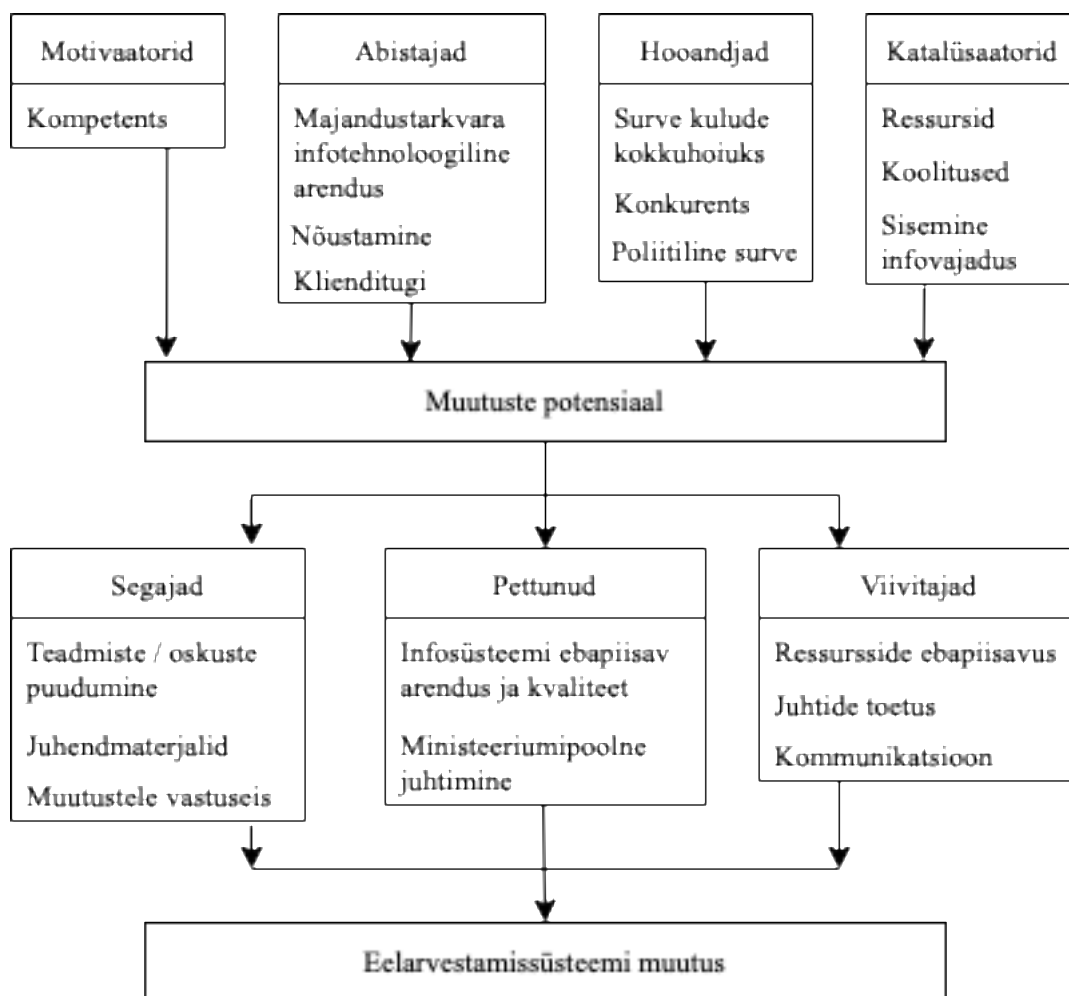 Motivaatorid
Kompetents
Abistajad
Majandustarkvara
infotehnoloogiline
arendus
Nõustamine
Klienditugi
Hooandjad
Surve kulude
kokkuhoiuks
Konkurents
Poliitiline surve
Katalüsaatorid
Ressursid
Koolitused
Sisemine
infovajadus
Muutuste potensiaal
Segajad
Teadmiste / oskuste
puudumine
Juhendmaterjalid
Muutustele vastuseis
Pettunud
Infosüsteemi ebapiisav
arendus ja kvaliteet
Ministeeriumipoolne
juhtimine
Viivitajad
Ressursside ebapiisavus
Juhtide toetus
Kommunikatsioon
Eelarvestamissüsteemi muutus